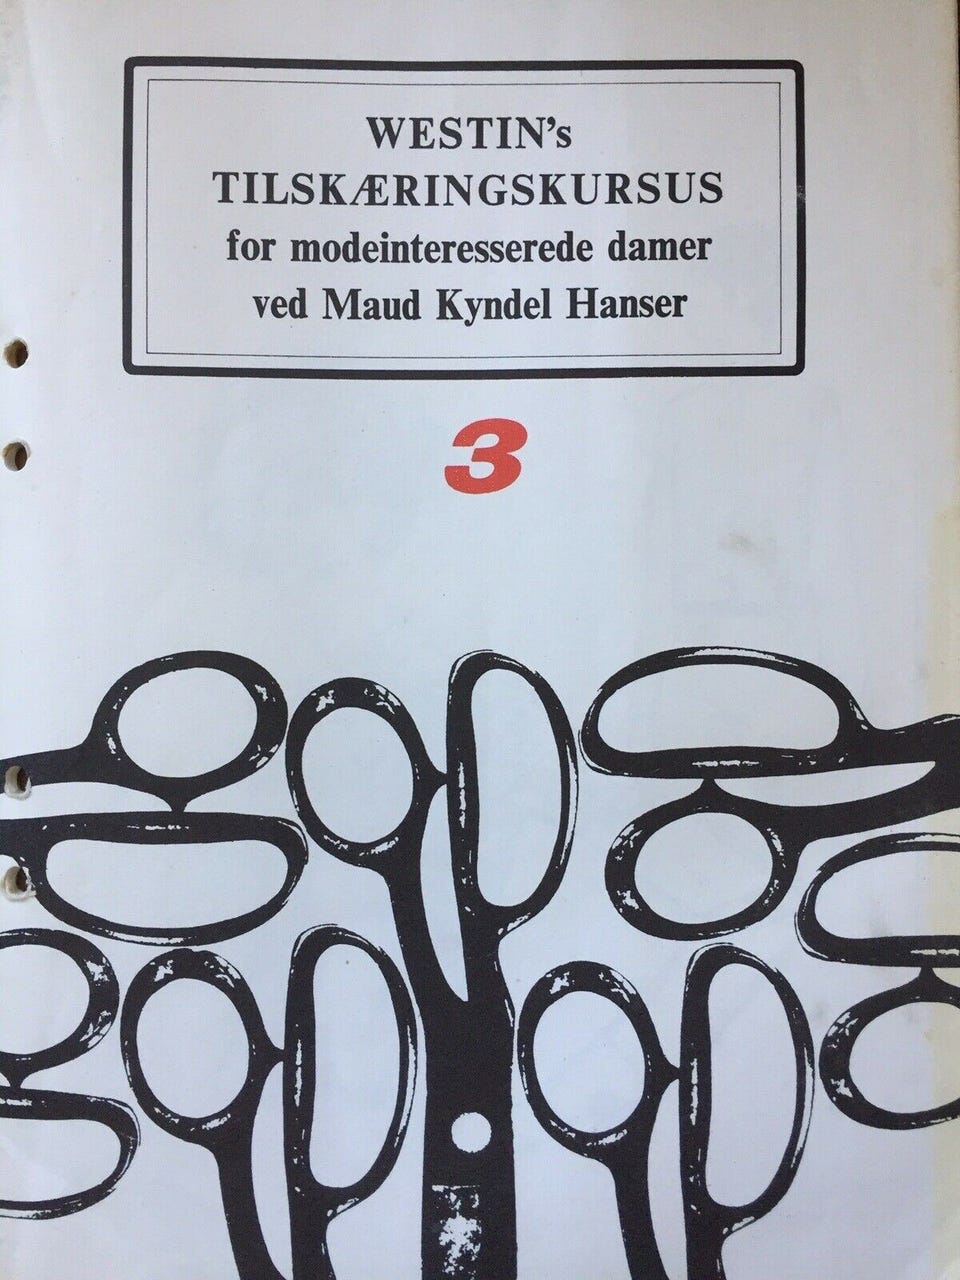 WESTIN's
TILSKÆRINGSKURSUS
for modeinteresserede damer
ved Maud Kyndel Hanser
3